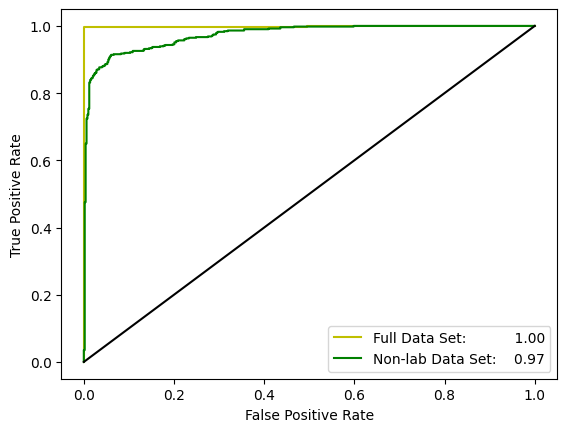 1.0
0.8
0.6
0.4
0.2
0.0
True Positive Rate
Full Data Set: 1.00
Non-lab Data Set: 0.97
0.0 0.2 0.4 0.6 0.8 1.0
False Positive Rate